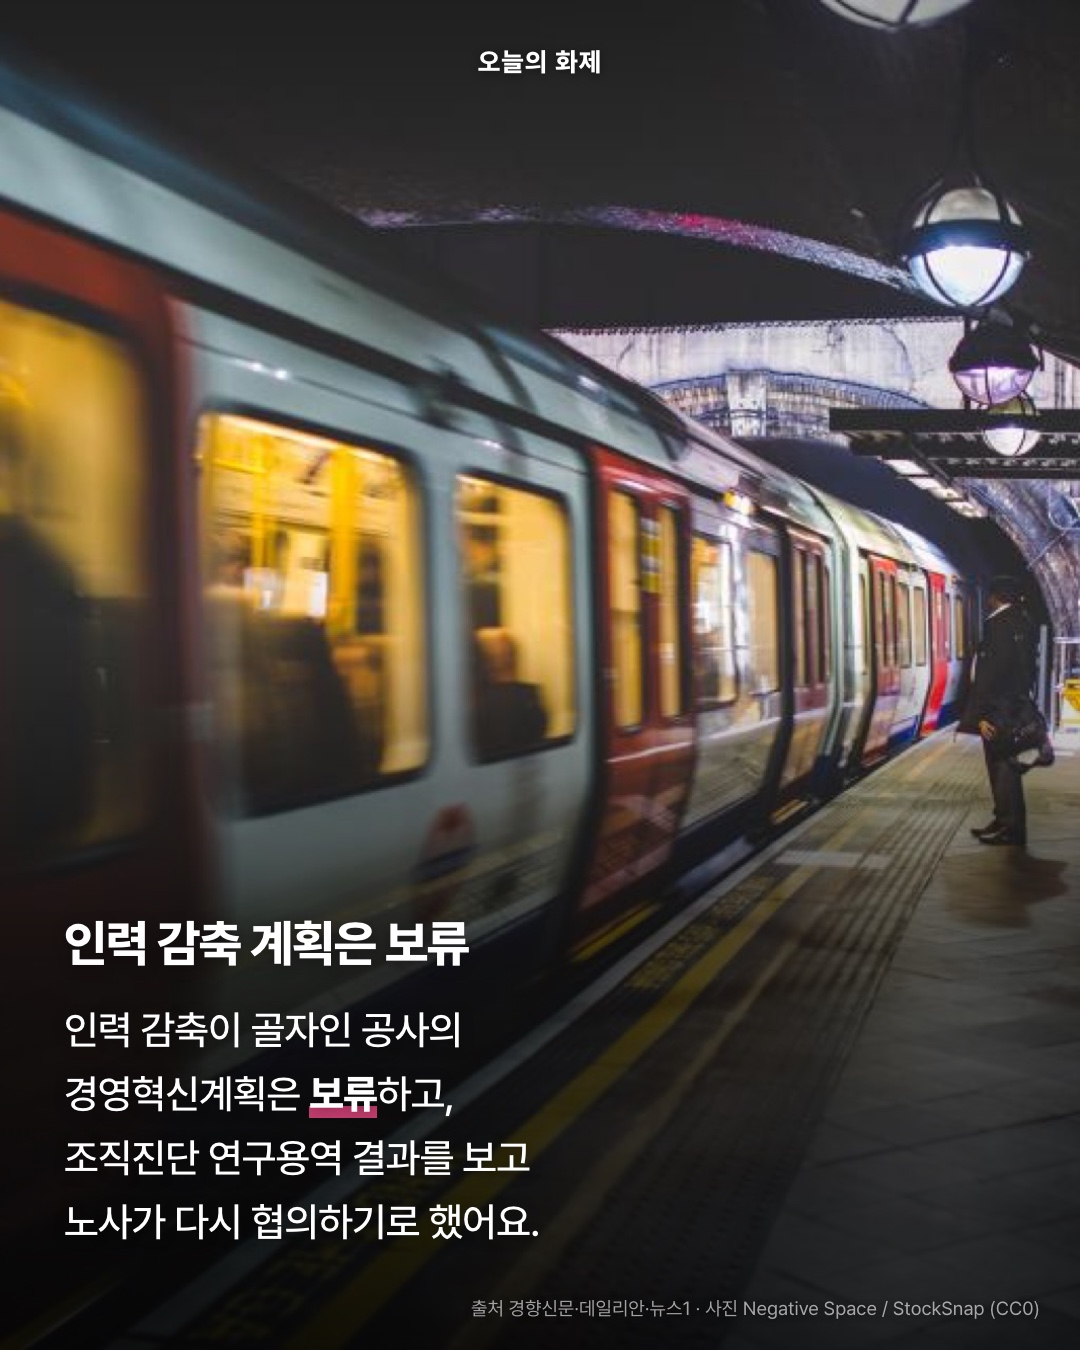 오늘의 화제
인력 감축 계획은 보류
인력 감축이 골자인 공사의
경영혁신계획은 보류하고,
조직진단 연구용역 결과를 보고
노사가 다시 협의하기로 했어요.
출처 경향신문·데일리안·뉴스1 · 사진 Negative Space / StockSnap (CC0)